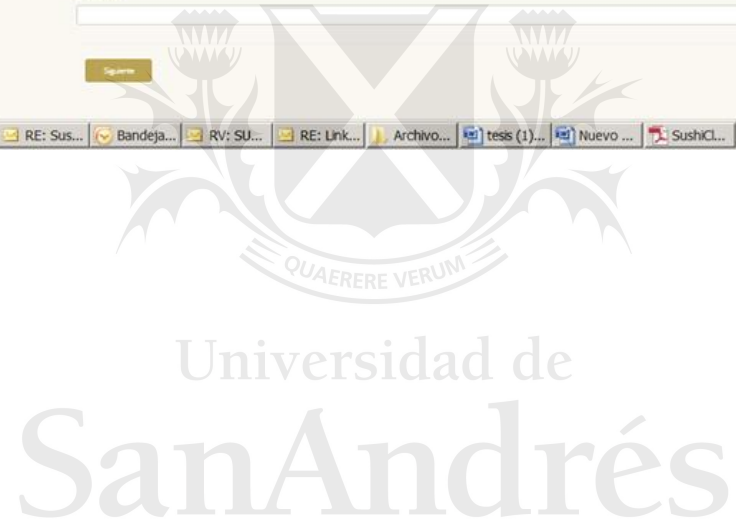 Siguiente
RE: Sus... Bandeja... RV: SU... RE: Link... Archivo... tesis (1)... Nuevo ... SushiCl...
QUAERERE VERUM
Universidad de
SanAndrés